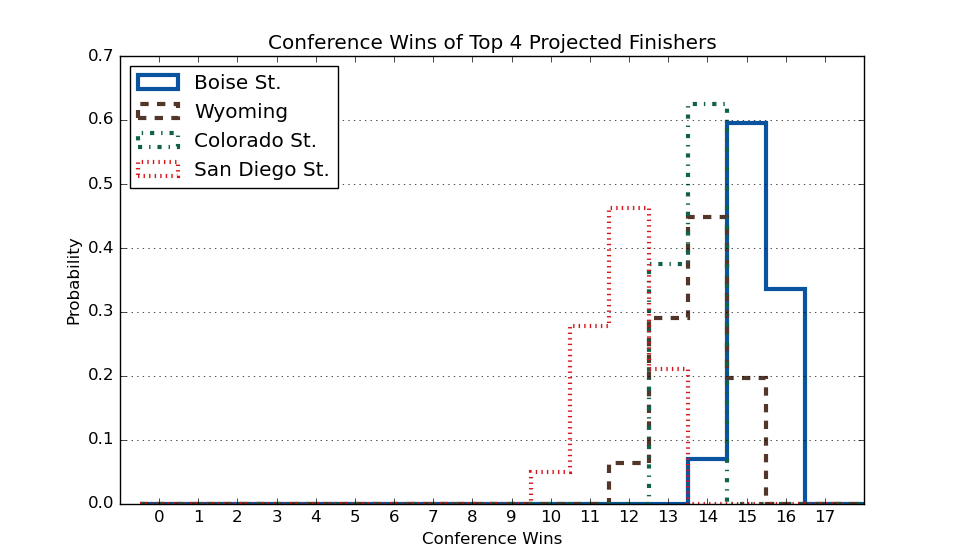 Conference Wins of Top 4 Projected Finishers
0.7
0.6
0.5
0.4
0.3
0.2
0.1
0.0
Probability
Boise St.
Wyoming
Colorado St.
San Diego St.
0 1 2 3 4 5 6 7 8 9 10 11 12 13 14 15 16 17
Conference Wins